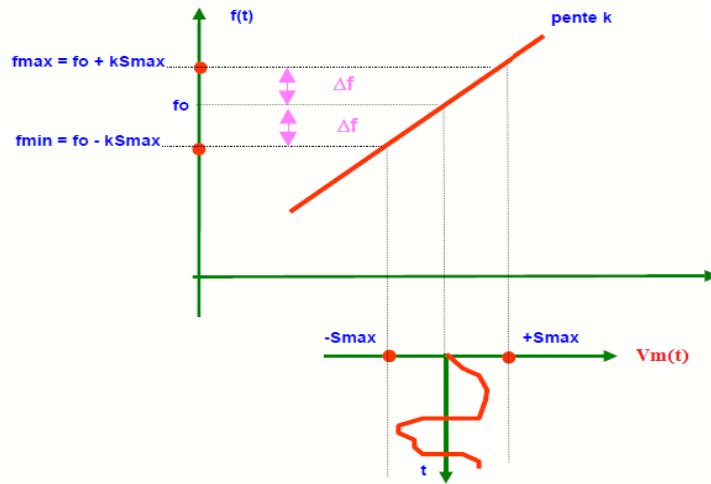 f(t)
pente k
fmax = fo + kSmax
Δf
fo
Δf
fmin = fo - kSmax
-Smax
+Smax
Vm(t)
t